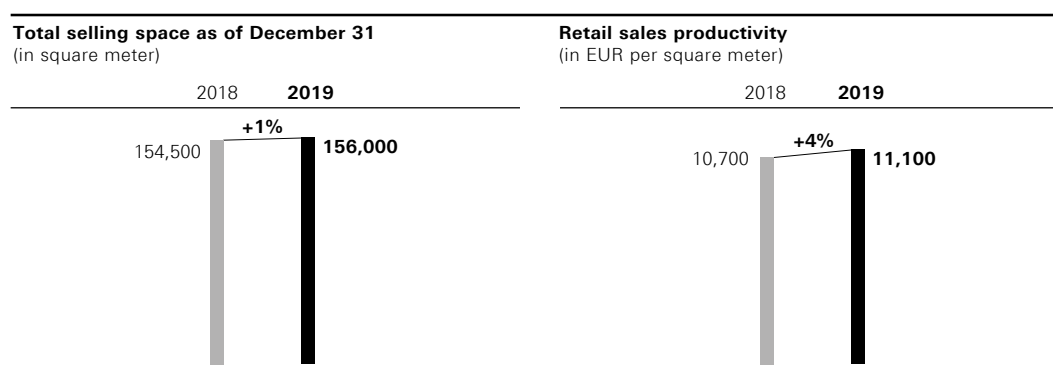 Total selling space as of December 31
(in square meter)
2018 2019
+1%
154,500 156,000
Retail sales productivity
(in EUR per square meter)
2018 2019
+4%
10,700 11,100